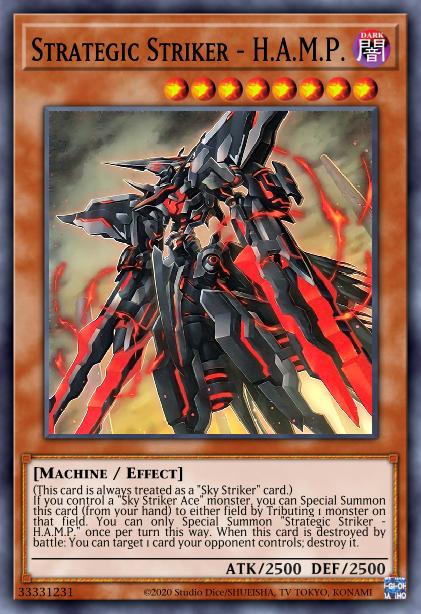 Strategic Striker - H.A.M.P.
DARK
闇
[Machine / Effect]
(This card is always treated as a "Sky Striker" card.)
If you control a "Sky Striker Ace" monster, you can Special Summon
this card (from your hand) to either field by Tributing 1 monster on
that field. You can only Special Summon "Strategic Striker -
H.A.M.P." once per turn this way. When this card is destroyed by
battle: You can target 1 card your opponent controls; destroy it.
ATK/2500 DEF/2500
33331231
©2020 Studio Dice/SHUEISHA, TV TOKYO, KONAMI